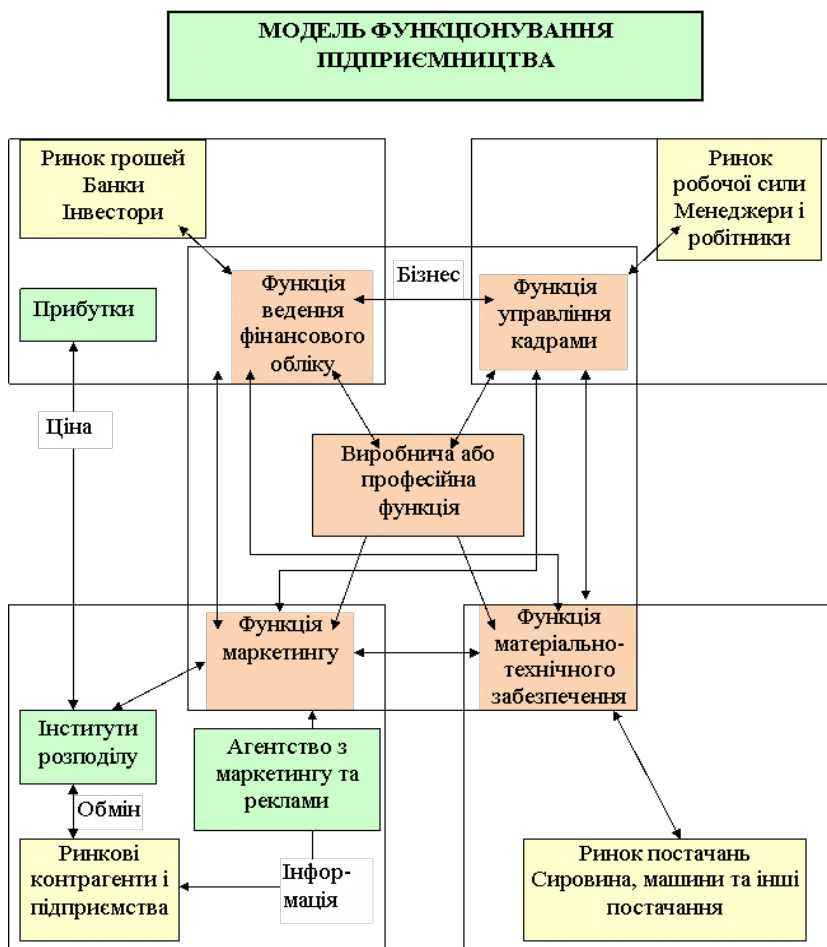 МОДЕЛЬ ФУНКЦІОНУВАННЯ
ПІДПРИЄМНИЦТВА
Ринок грошей
Банки
Інвестори
Ринок
робочої сили
Менеджери і
робітники
Бізнес
Функція
ведення
фінансового
обліку
Функція
управління
кадрами
Прибутки
Ціна
Виробнича або
професійна
функція
Функція
маркетингу
Функція
матеріально-
технічного
забезпечення
Інститути
розподілу
Агентство з
маркетингу та
реклами
Обмін
Ринкові
контрагенти і
підприємства
Інфор-
мація
Ринок постачань
Сировина, машини та інші
постачання